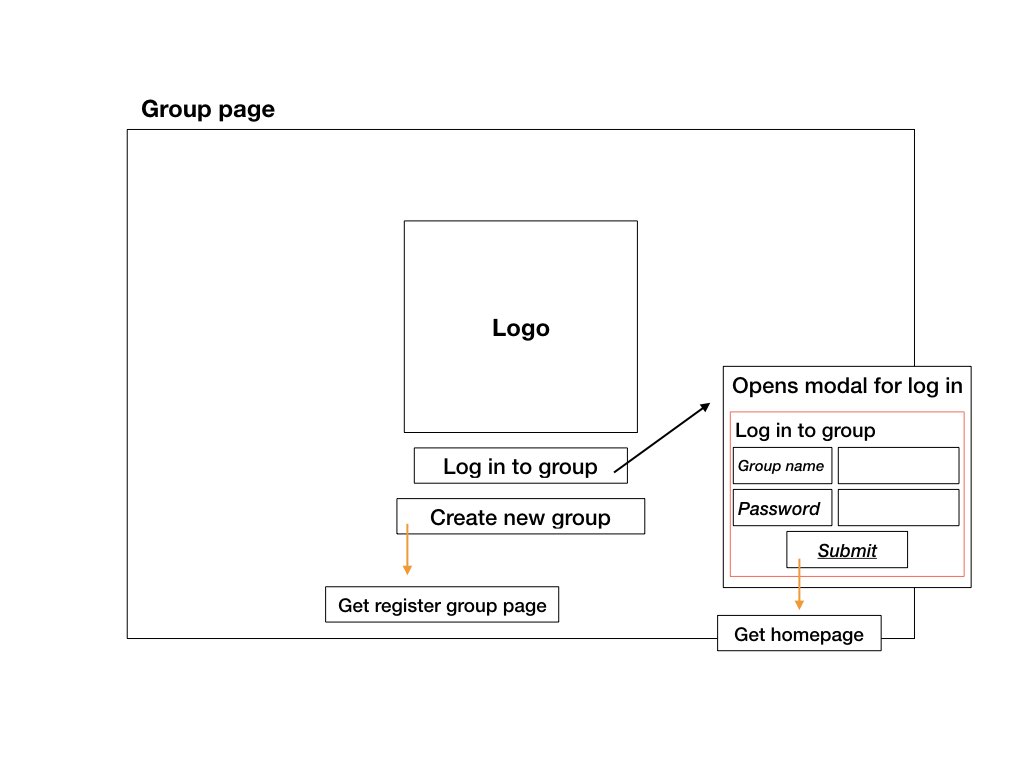 Group page
Logo
Log in to group
Create new group
Get register group page
Opens modal for log in
Log in to group
Group name
Password
Submit
Get homepage